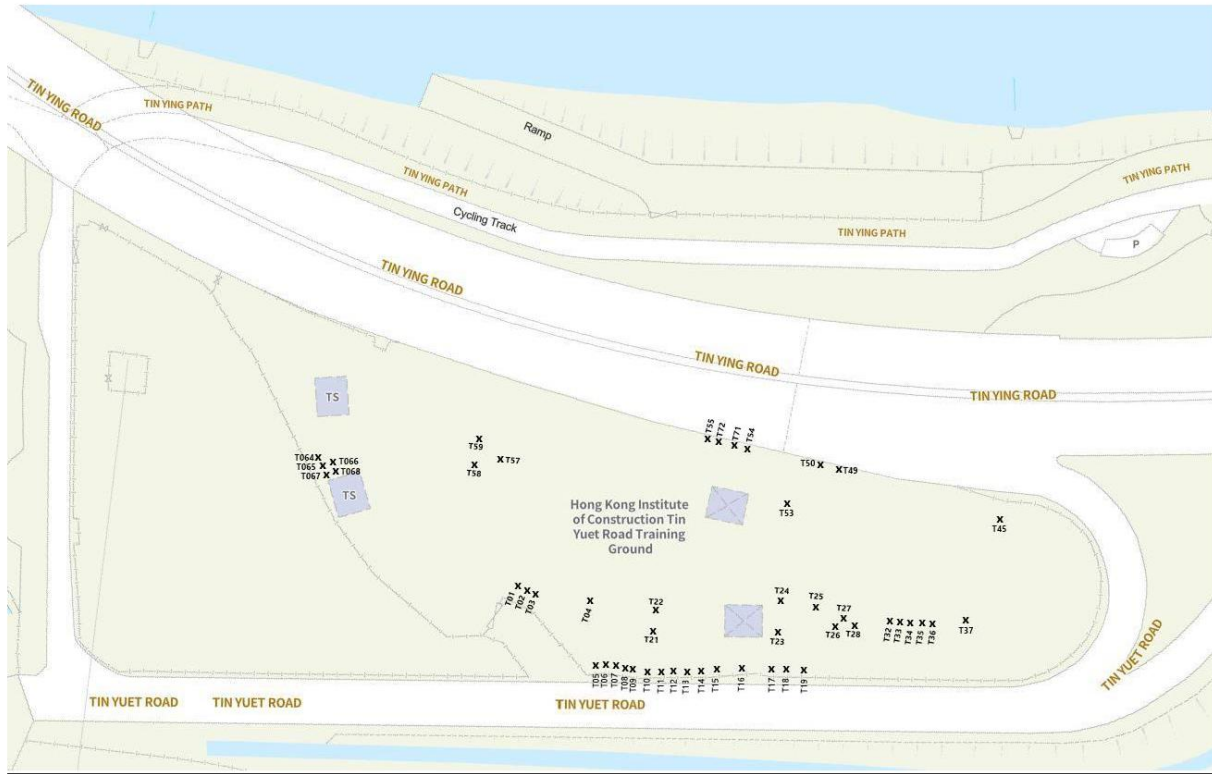 TIN YING ROAD
TIN YING PATH
Ramp
TIN YING PATH
Cycling Track
TIN YING PATH
TIN YING PATH
P
TIN YING ROAD
TIN YING ROAD
TIN YING ROAD
TS
T55
T72
T71
T54
T59
T57
T58
T064
T066
T065
T068
T067
TS
T50
T49
Hong Kong Institute
of Construction Tin
Yuet Road Training
Ground
T53
T45
T01
T02
T03
T04
T22
T21
T24
T25
T27
T23
T26
T28
T32
T33
T34
T35
T36
T37
T05
T06
T07
T08
T09
T10
T11
T12
T13
T14
T15
T16
T17
T18
T19
TIN YUET ROAD
TIN YUET ROAD
TIN YUET ROAD
TIN YUET ROAD